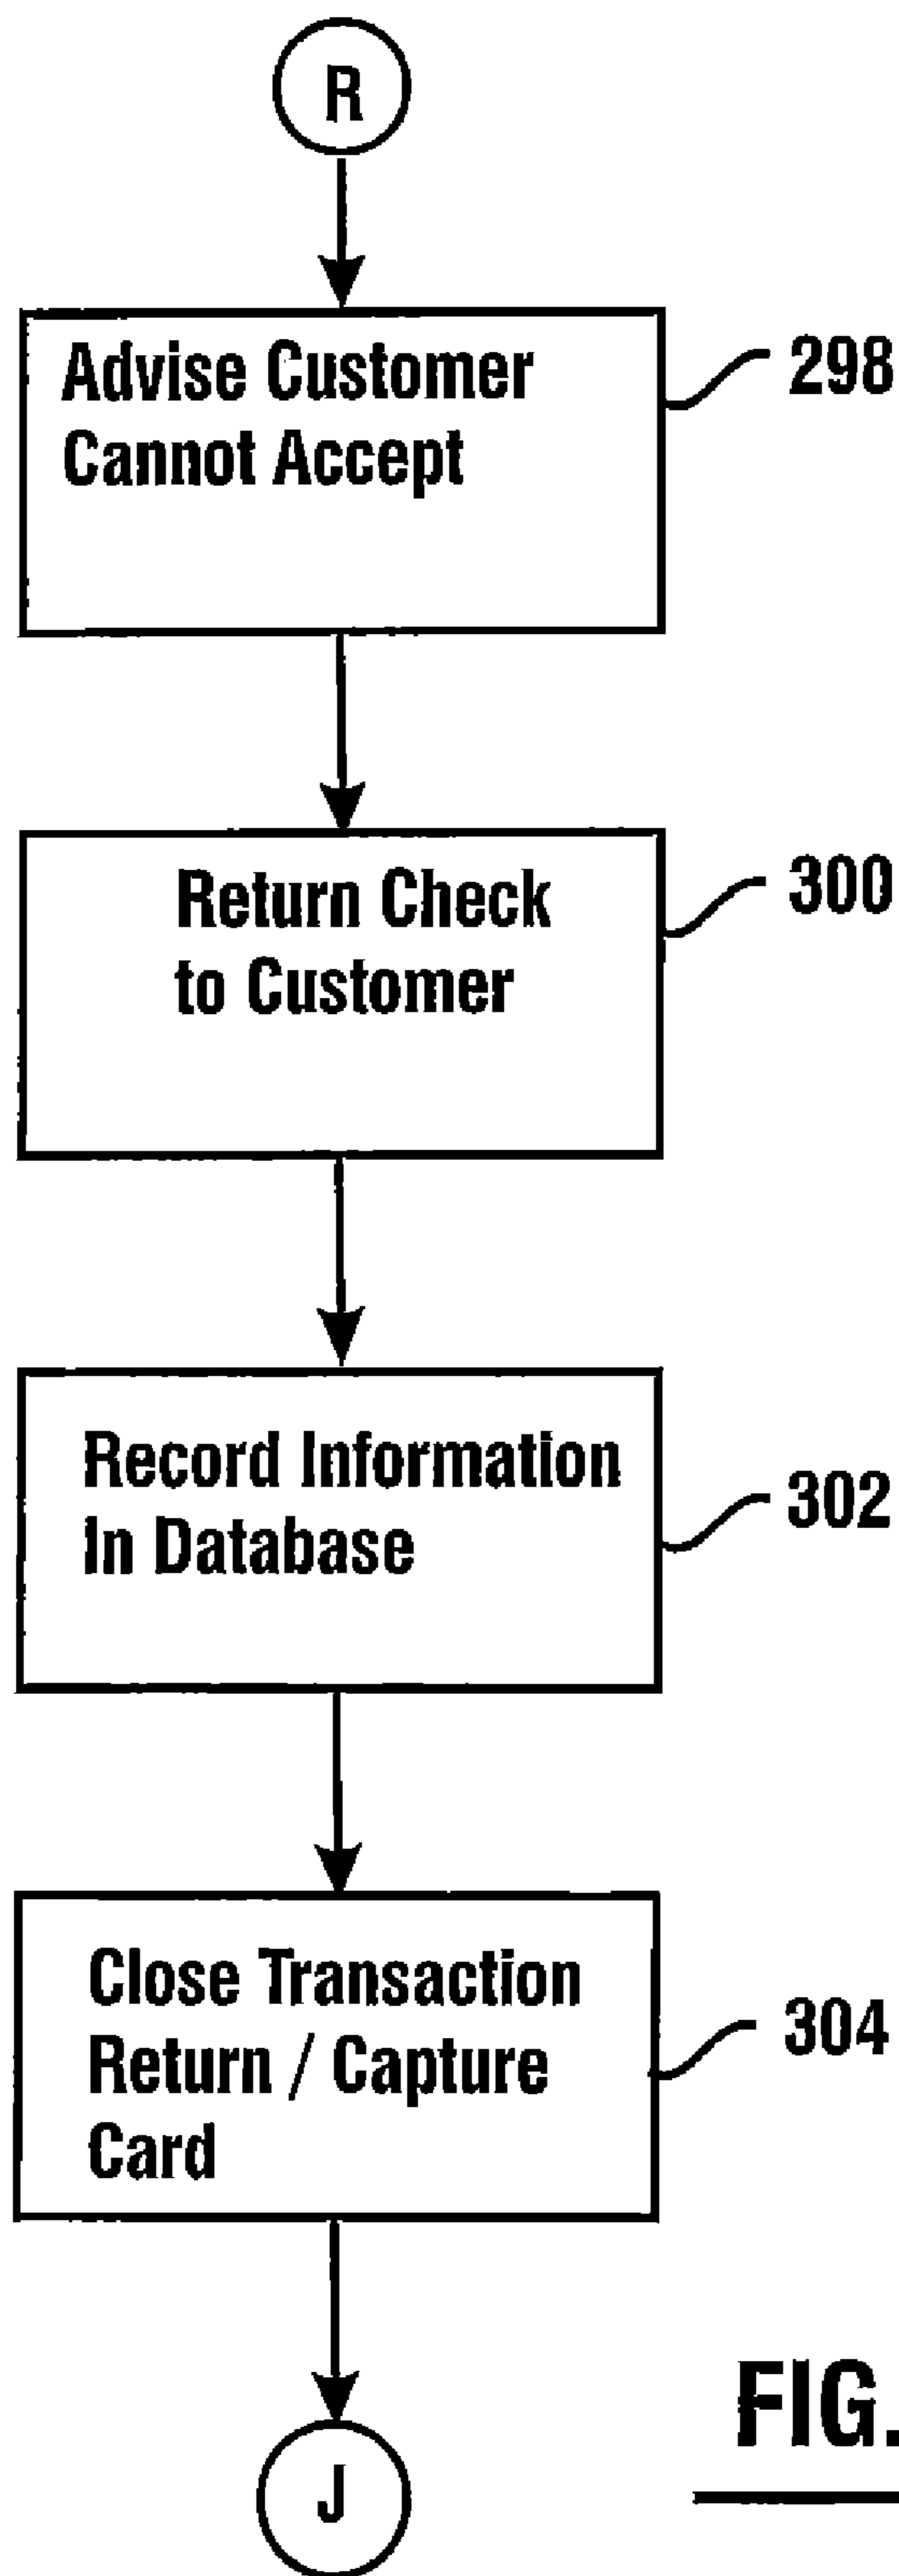 R
Advise Customer
Cannot Accept
298
Return Check
to Customer
300
Record Information
In Database
302
Close Transaction
Return / Capture
Card
304
J
FIG.